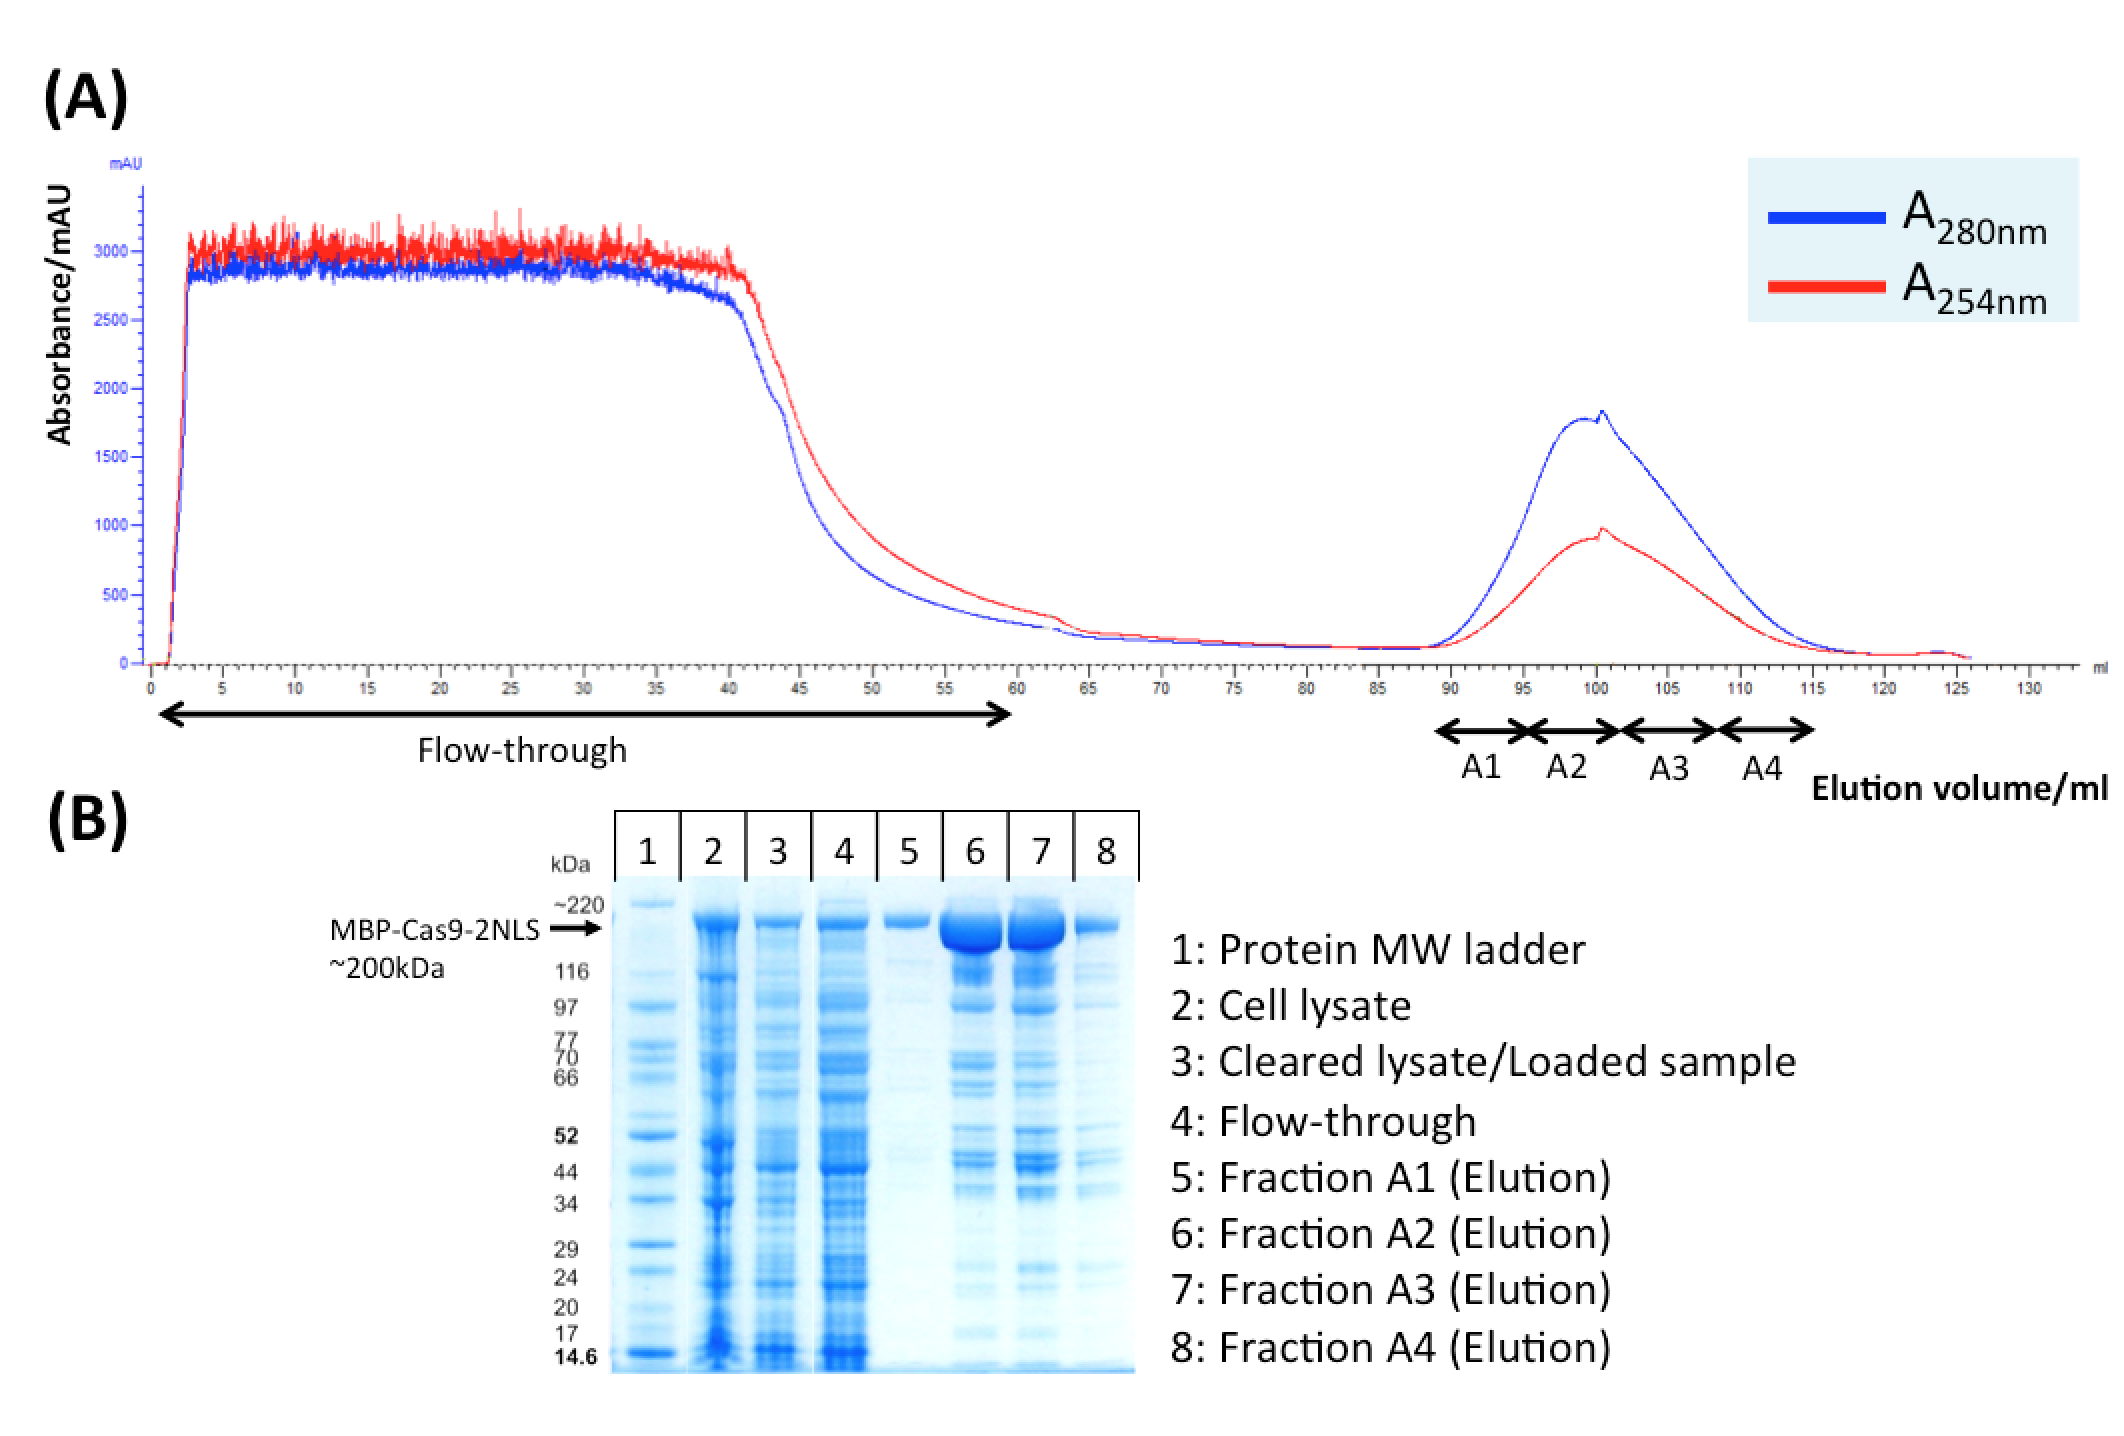 (A)
mAU
Absorbance/mAU
3000
2500
2000
1500
1000
500
0
A280nm
A254nm
0 5 10 15 20 25 30 35 40 45 50 55 60 65 70 75 80 85 90 95 100 105 110 115 120 125 130 ml
Flow-through
A1 A2 A3 A4
Elution volume/ml
(B)
1 2 3 4 5 6 7 8
kDa
~220
116
97
77
70
66
52
44
34
29
24
20
17
14.6
MBP-Cas9-2NLS
~200kDa
1: Protein MW ladder
2: Cell lysate
3: Cleared lysate/Loaded sample
4: Flow-through
5: Fraction A1 (Elution)
6: Fraction A2 (Elution)
7: Fraction A3 (Elution)
8: Fraction A4 (Elution)